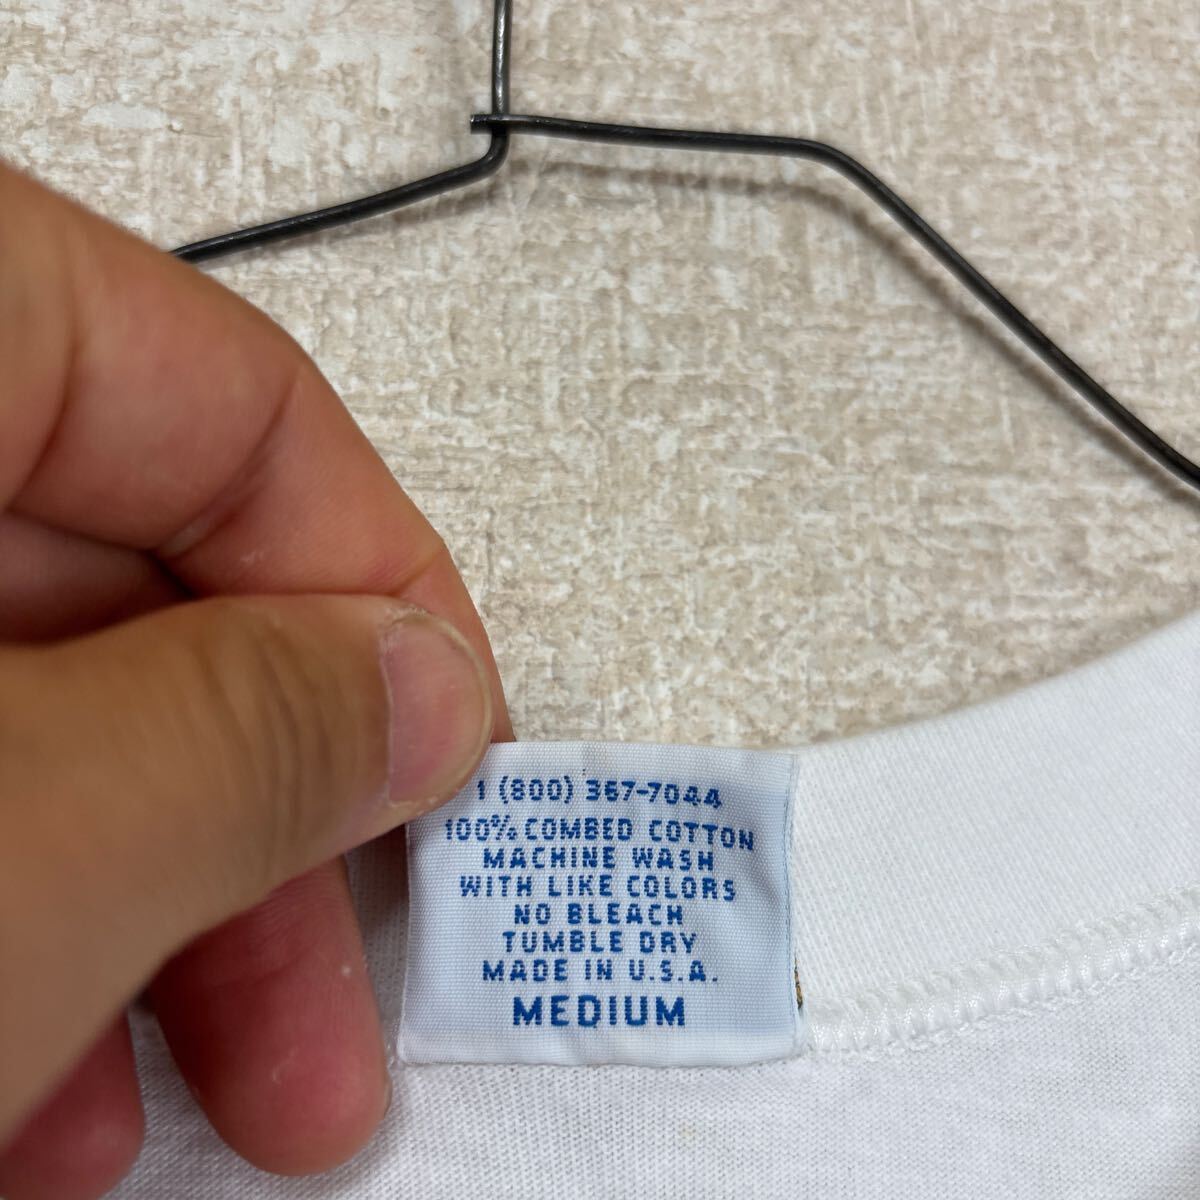 1 (800) 367-7044
100% COMBED COTTON
MACHINE WASH
WITH LIKE COLORS
NO BLEACH
TUMBLE DRY
MADE IN U.S.A.
MEDIUM